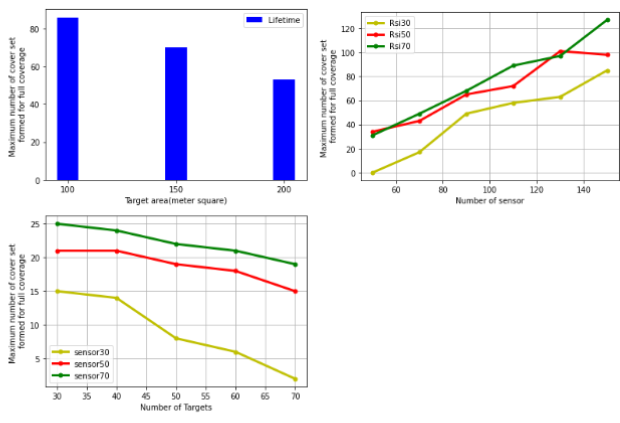 Maximum number of cover set
formed for full coverage
80
60
40
20
0
Lifetime
100 150 200
Target area(meter square)
Maximum number of cover set
formed for full coverage
120
100
80
60
40
20
0
Rsi30
Rsi50
Rsi70
60 80 100 120 140
Number of sensor
Maximum number of cover set
formed for full coverage
25
20
15
10
5
sensor30
sensor50
sensor70
30 35 40 45 50 55 60 65 70
Number of Targets